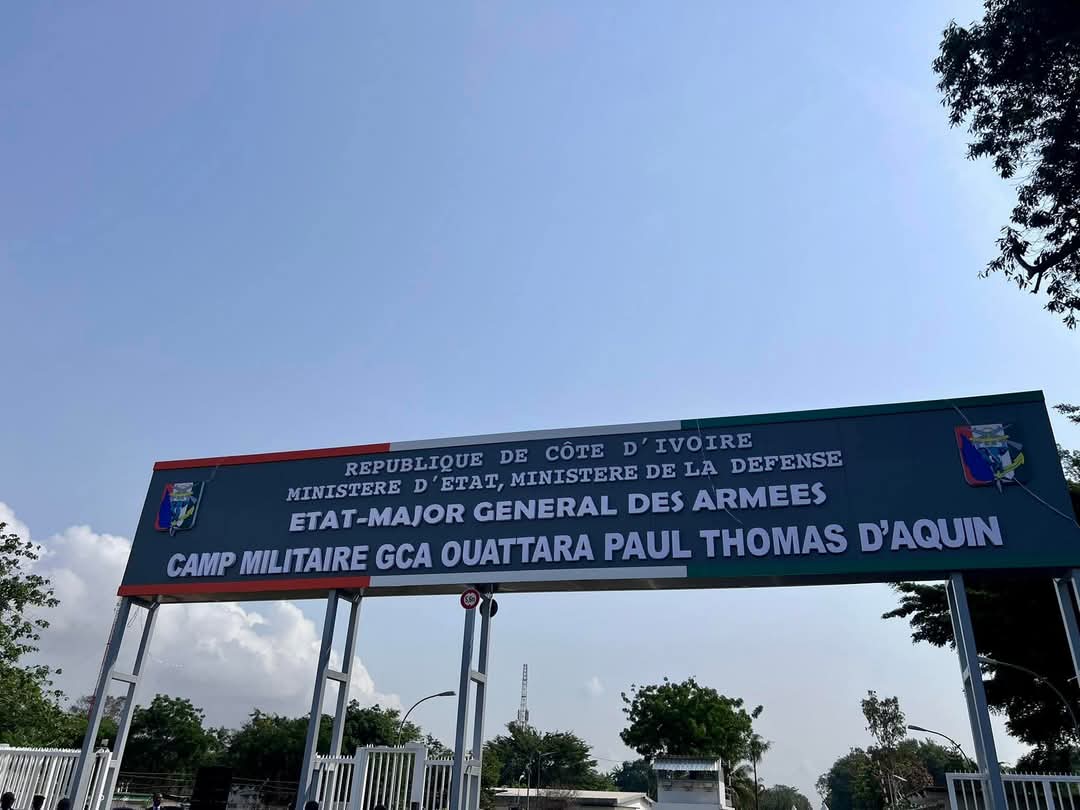 REPUBLIQUE DE CÔTE D'IVOIRE
MINISTERE D'ETAT, MINISTERE DE LA DEFENSE
ETAT-MAJOR GENERAL DES ARMEES
CAMP MILITAIRE GCA OUATTARA PAUL THOMAS D'AQUIN